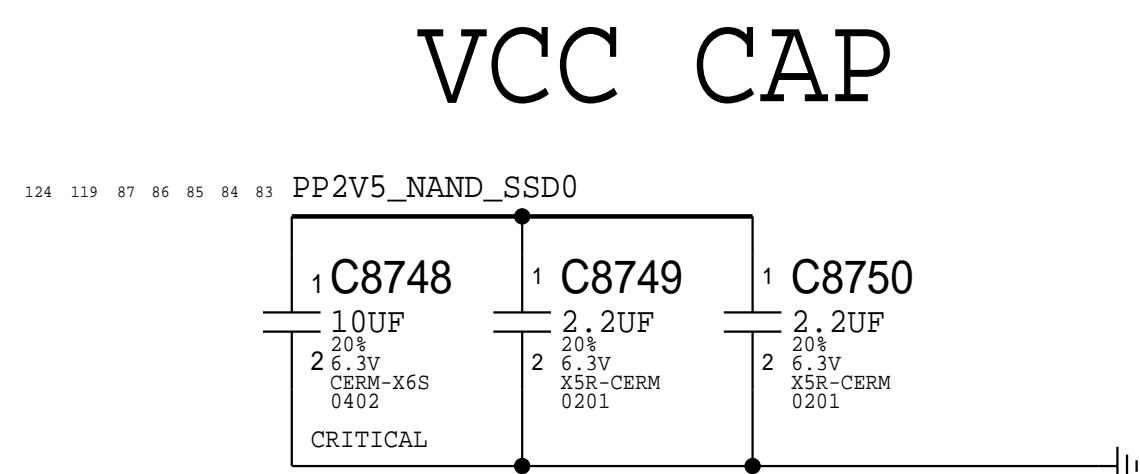 VCC CAP
124 119 87 86 85 84 83 PP2V5_NAND_SSD0
1 C8748
10UF
20%
2 6.3V
CERM-X6S
0402
CRITICAL
1 C8749
2.2UF
20%
2 6.3V
X5R-CERM
0201
1 C8750
2.2UF
20%
2 6.3V
X5R-CERM
0201